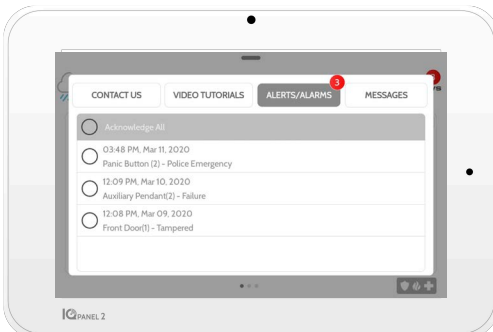 3
CONTACT US
VIDEO TUTORIALS
ALERTS/ALARMS
MESSAGES
Acknowledge All
03:48 PM, Mar 11, 2020
Panic Button (2) - Police Emergency
12:09 PM, Mar 10, 2020
Auxiliary Pendant(2) - Failure
12:08 PM, Mar 09, 2020
Front Door(1) - Tampered
IQ PANEL 2